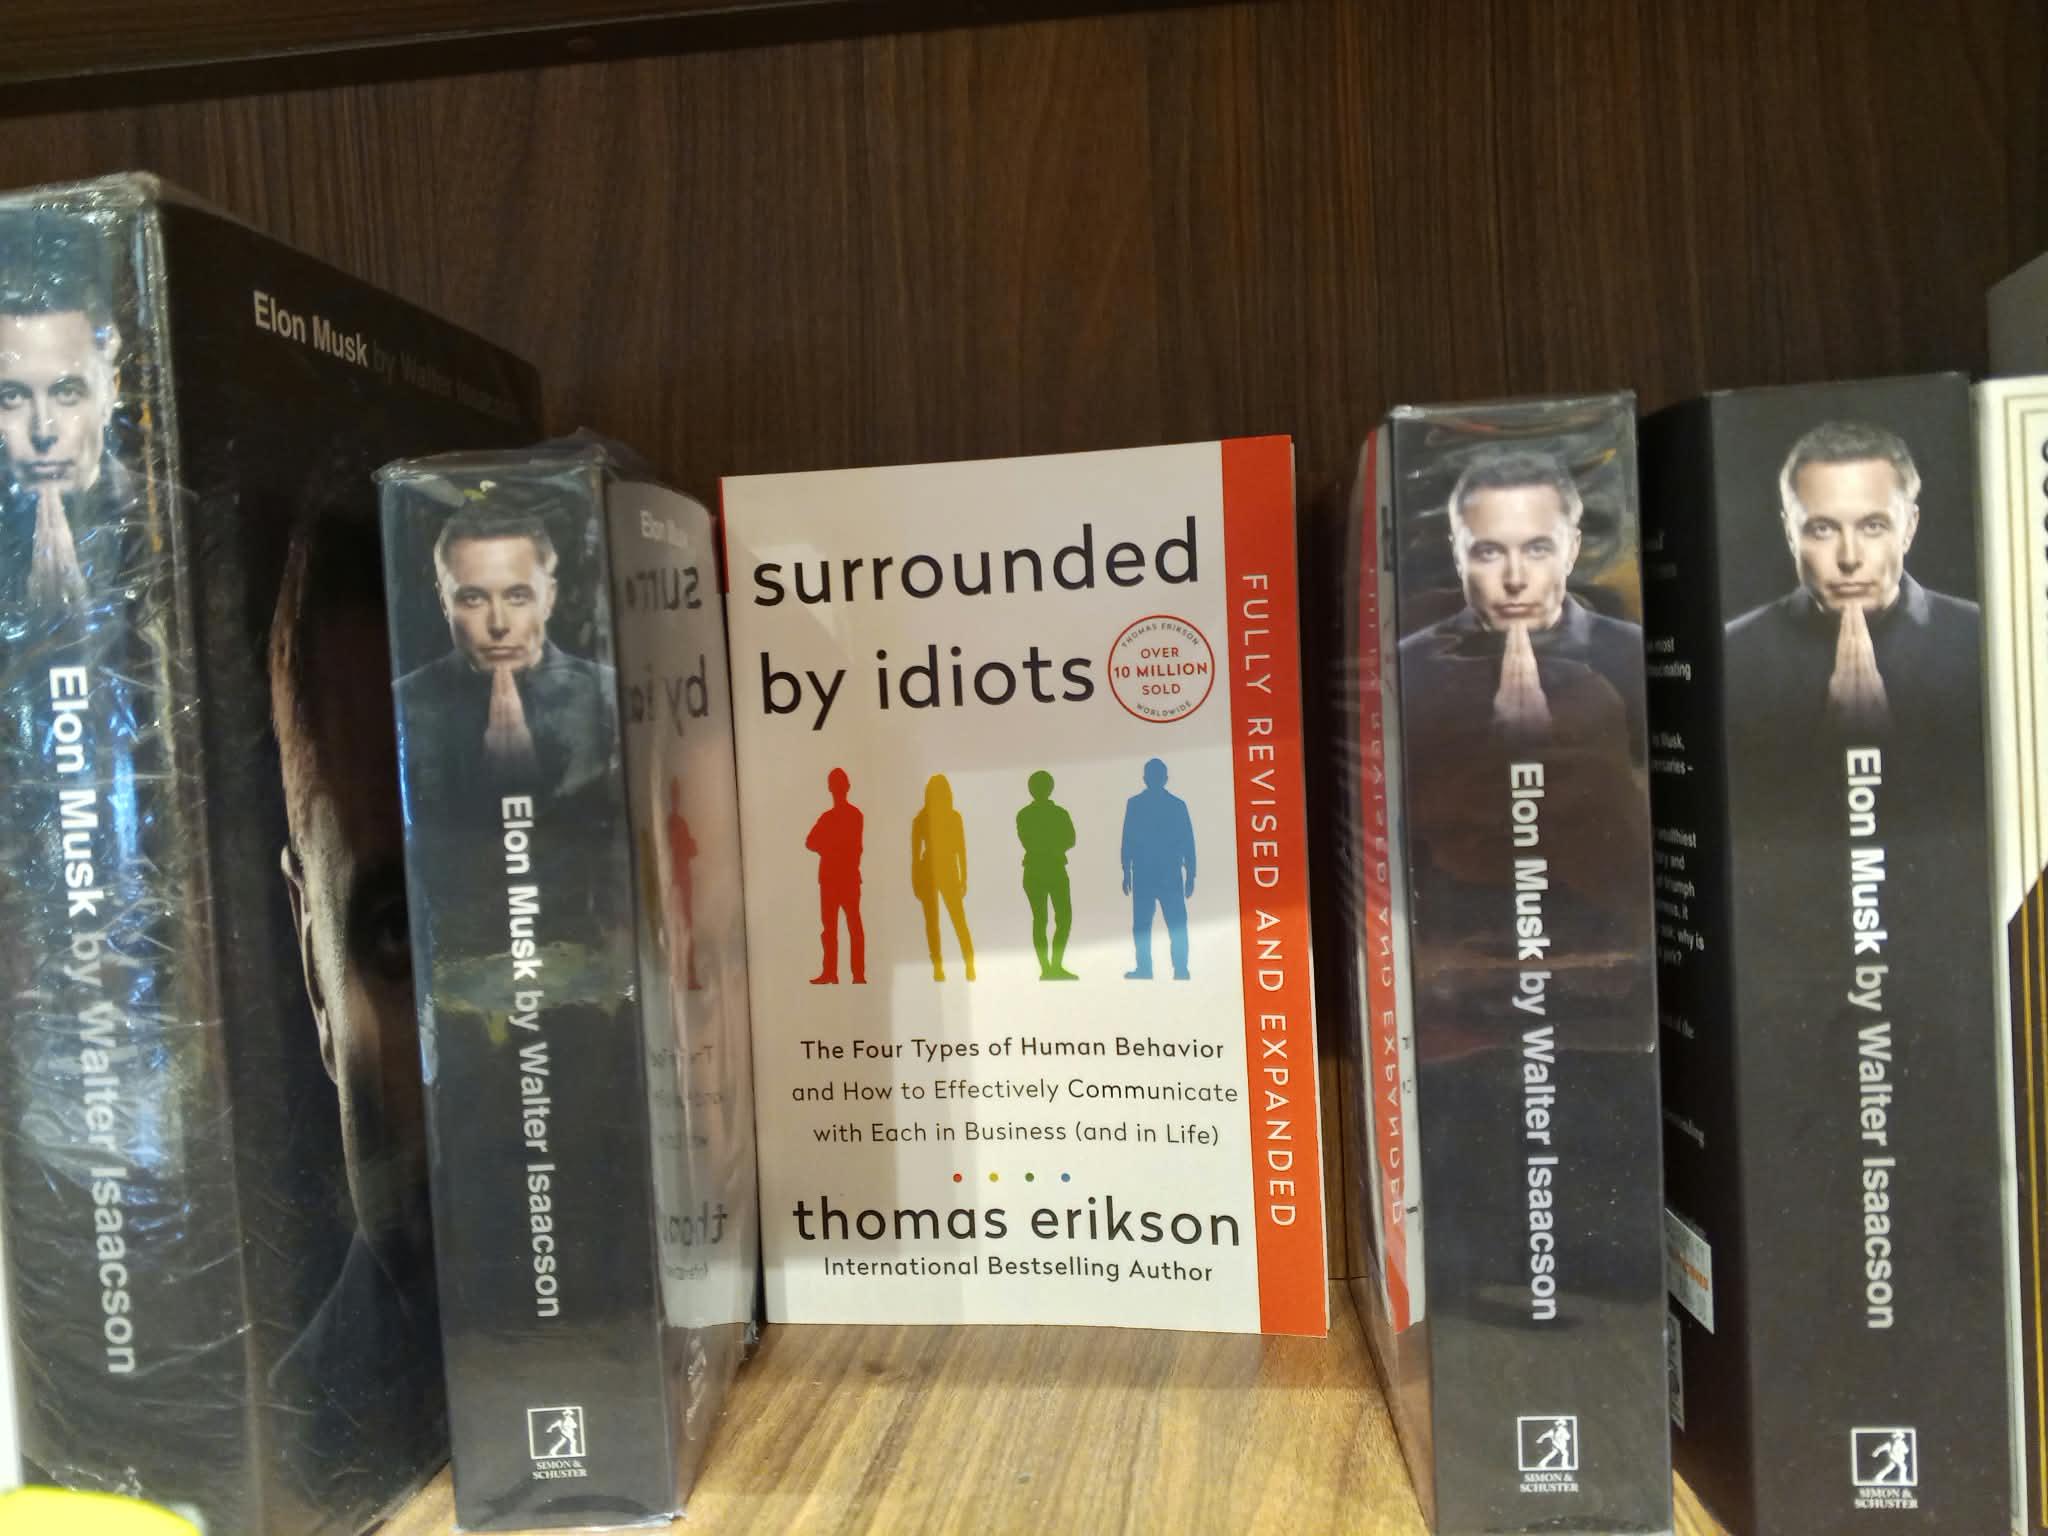 Elon Musk by Walter Isaacson
Elon Musk by Walter Isaacson
Elon Musk by Walter Isaacson
SIMON &
SCHUSTER
Elon Musk
surrounded
by idiots
THOMAS ERIKSON
OVER
10 MILLION
SOLD
WORLDWIDE
FULLY REVISED AND EXPANDED
The Four Types of Human Behavior
and How to Effectively Communicate
with Each in Business (and in Life)
thomas erikson
International Bestselling Author
Elon Musk by Walter Isaacson
SIMON &
SCHUSTER
Elon Musk by Walter Isaacson
SIMON &
SCHUSTER